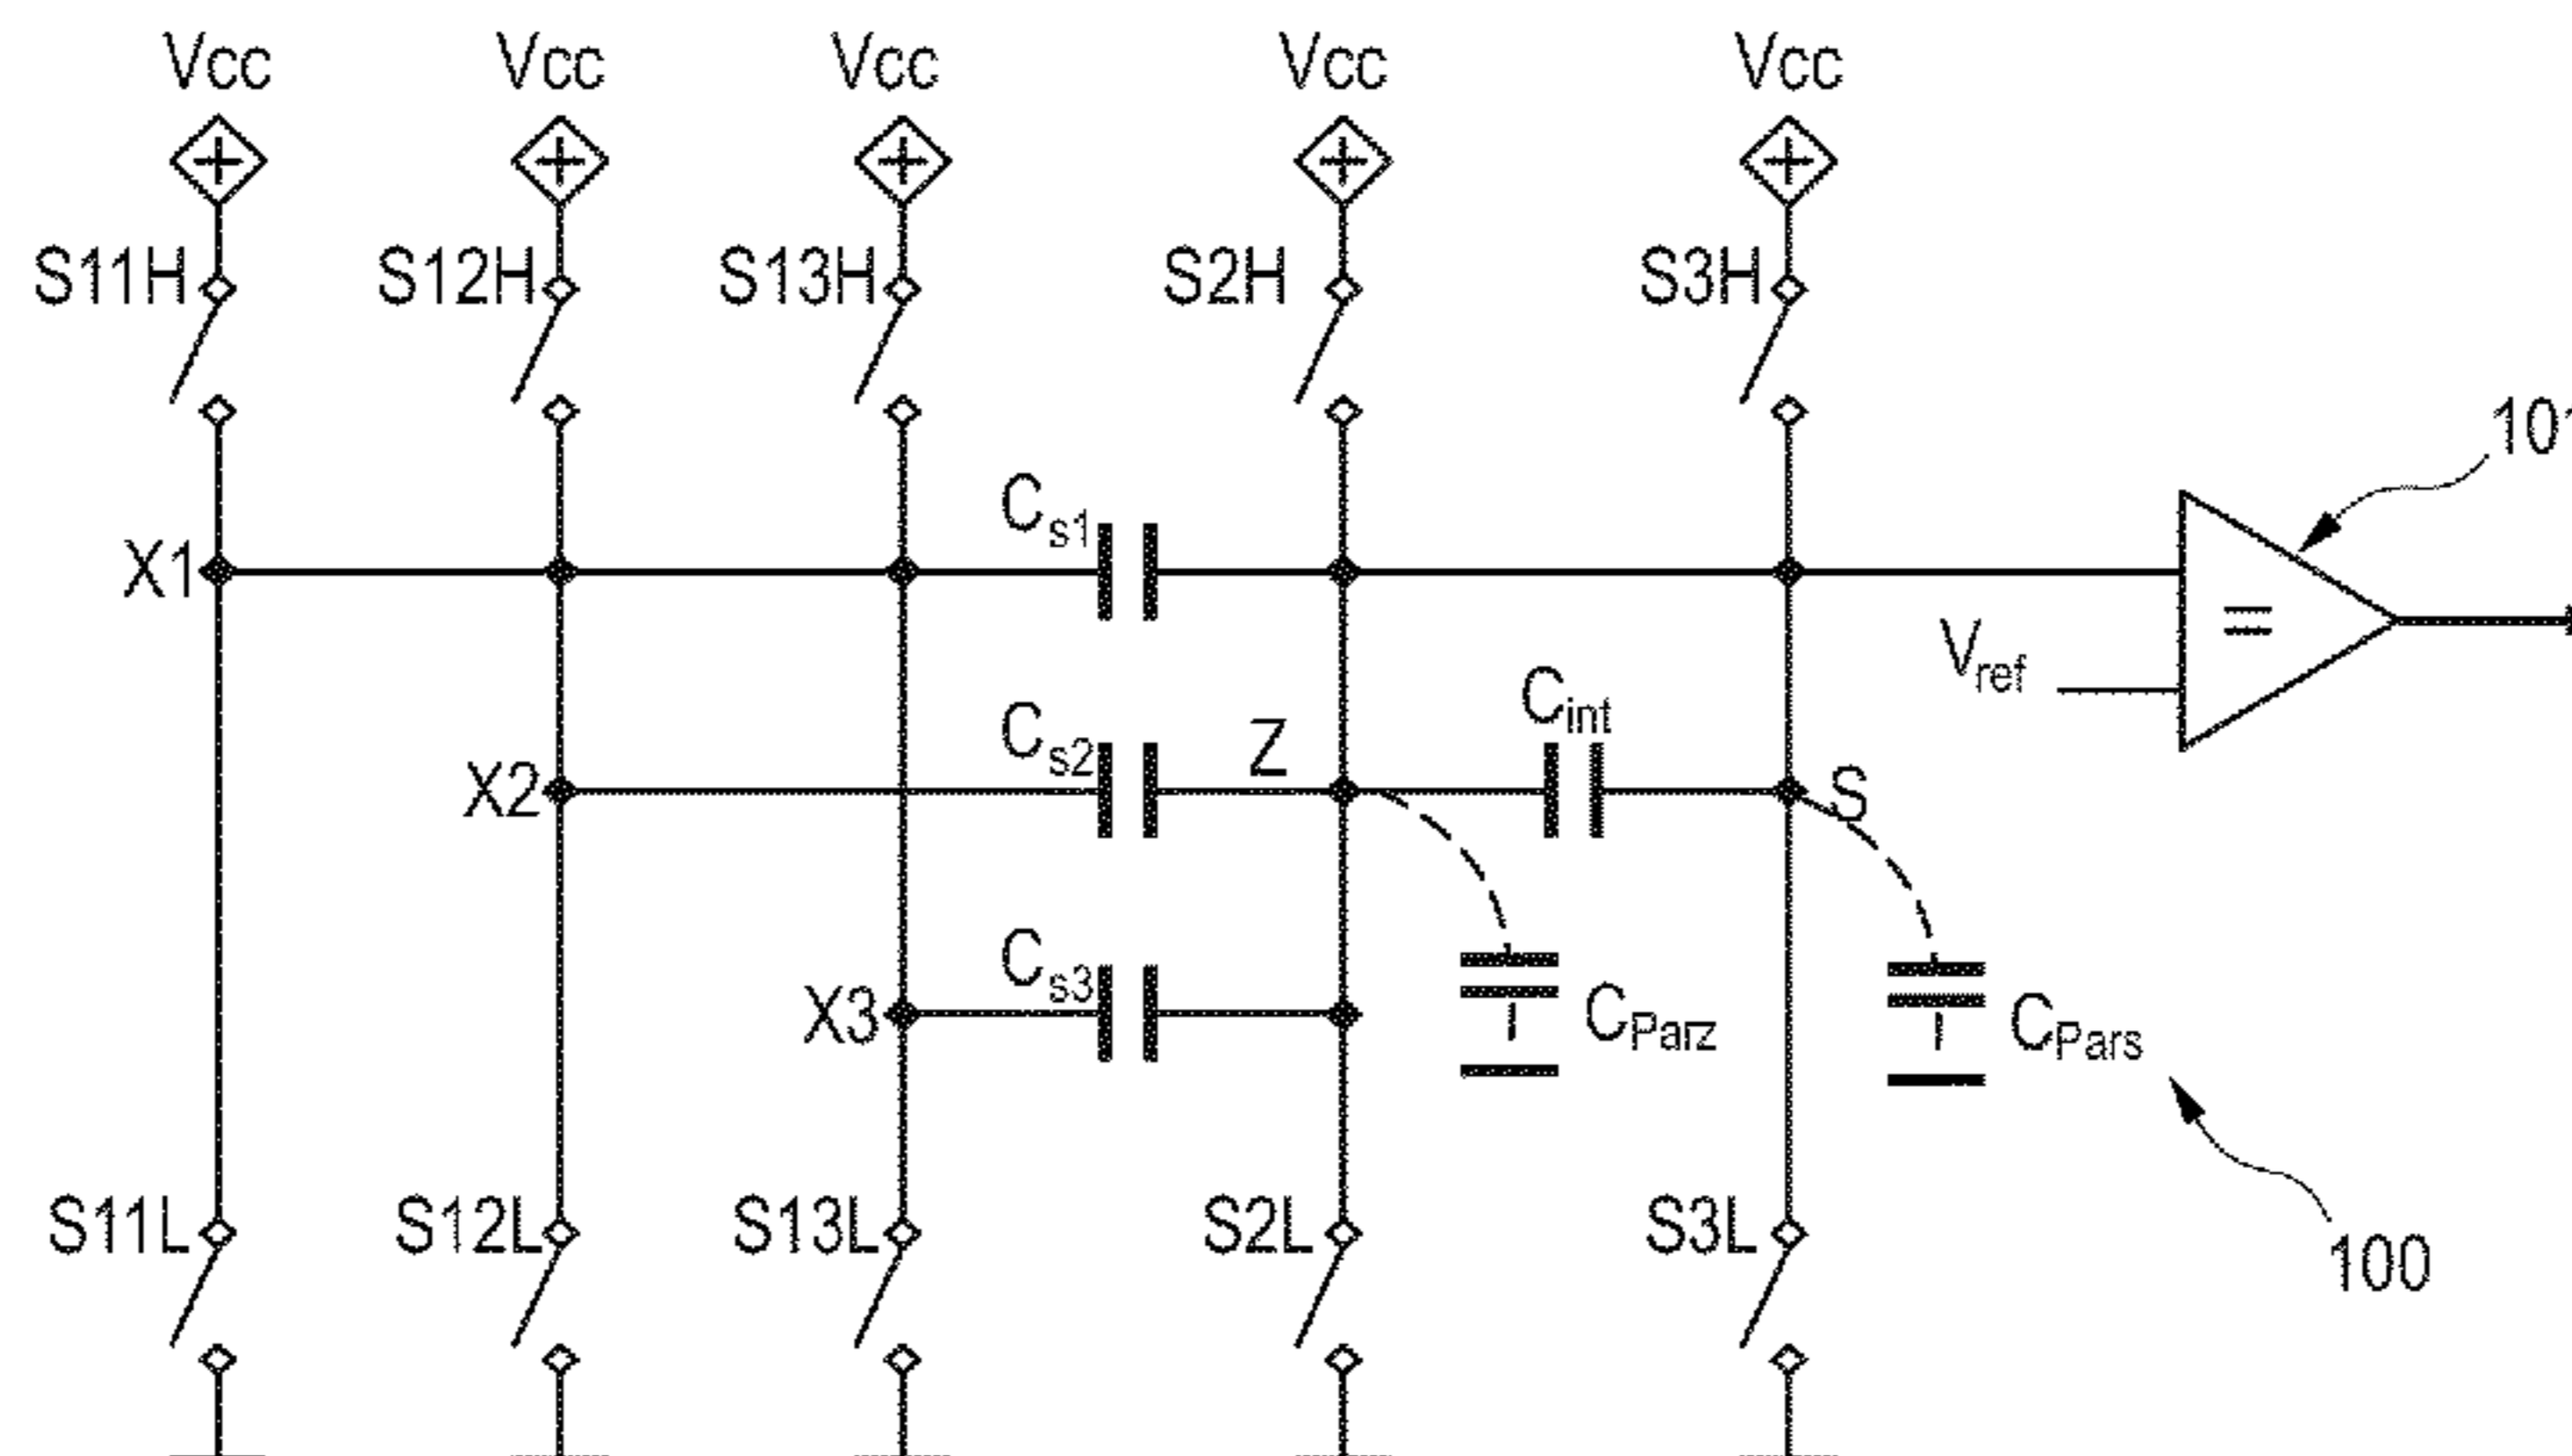 Vcc Vcc Vcc Vcc Vcc
S11H S12H S13H S2H S3H
101
Cs1
X1
=
Vref
Cint
Cs2 Z
X2 S
Cs3
X3 CParz CPars
S11L S12L S13L S2L S3L
100